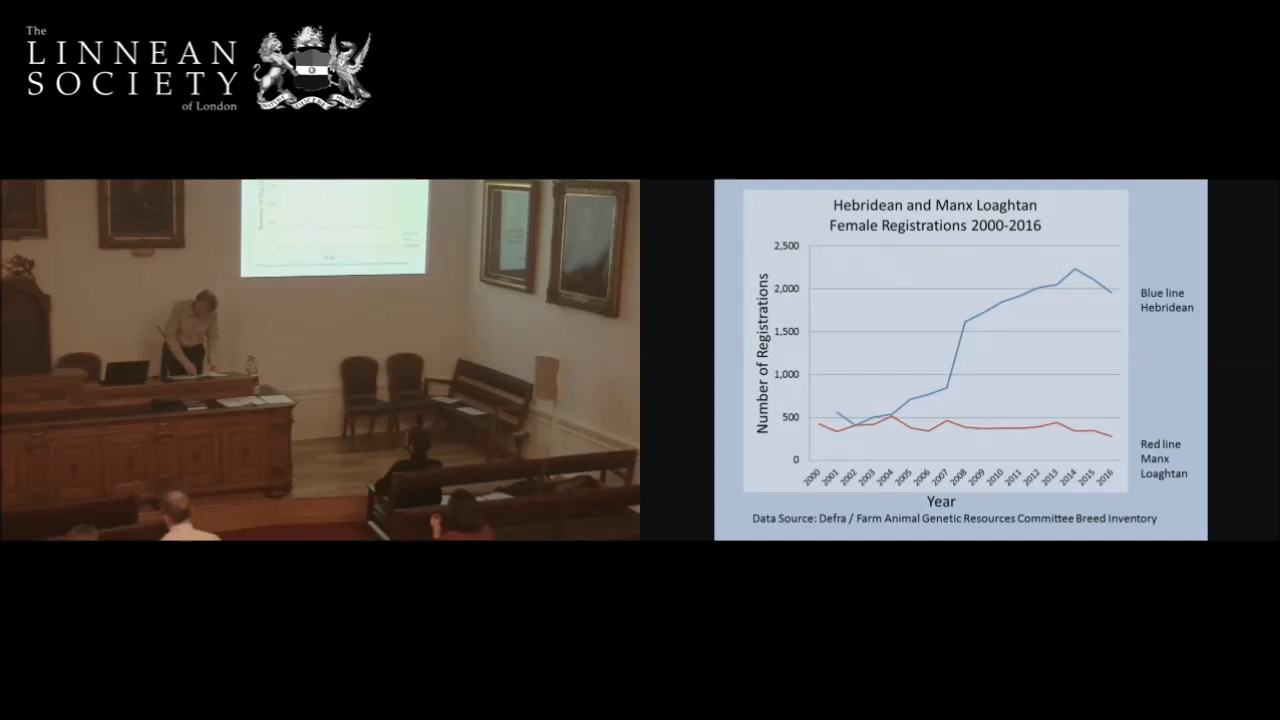 The
LINNEAN
SOCIETY
of London
Hebridean and Manx Loaghtan
Female Registrations 2000-2016
2,500
2,000
1,500
1,000
500
0
Number of Registrations
2000 2001 2002 2003 2004 2005 2006 2007 2008 2009 2010 2011 2012 2013 2014 2015 2016
Year
Blue line
Hebridean
Red line
Manx
Loaghtan
Data Source: Defra / Farm Animal Genetic Resources Committee Breed Inventory